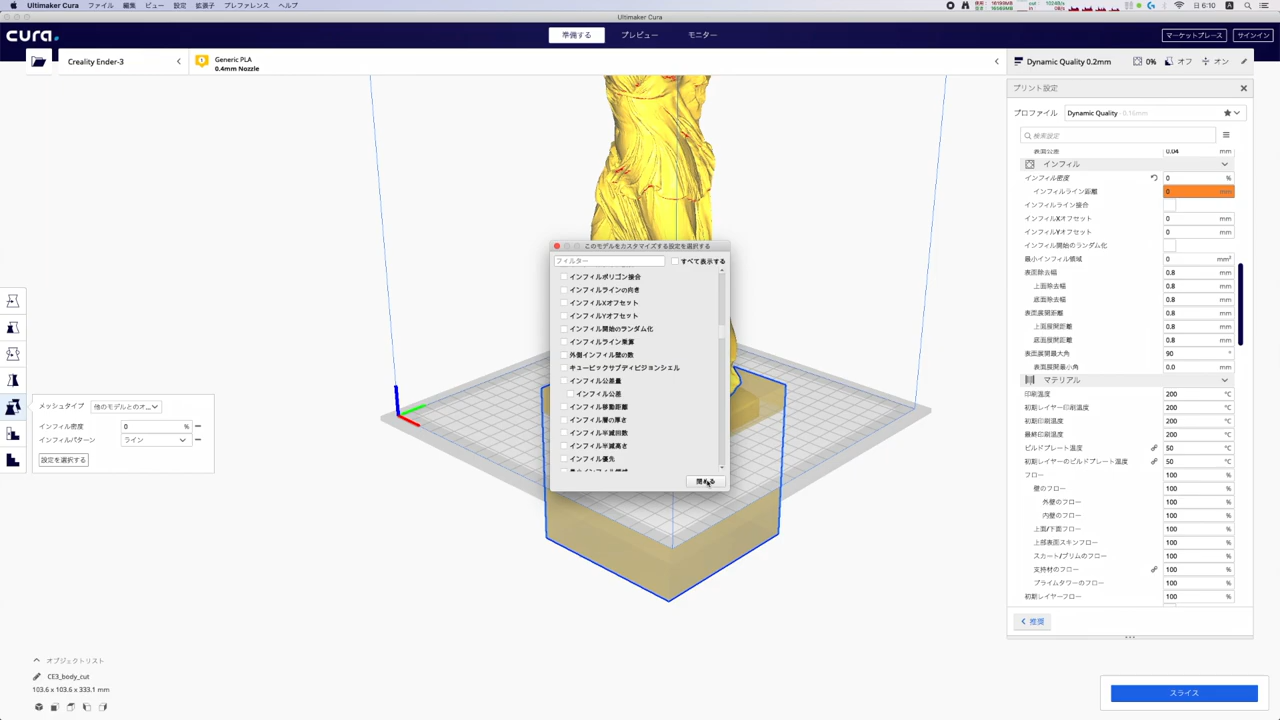 Ultimaker Cura ファイル 編集 ビュー 設定 拡張子 プレファレンス ヘルプ
日 6:10
Ultimaker Cura
cura.
準備する
プレビュー
モニター
マーケットプレース
サインイン
Creality Ender-3
Generic PLA
0.4mm Nozzle
Dynamic Quality 0.2mm
0%
オフ
オン
プリント設定
プロファイル
Dynamic Quality - 0.16mm
検索設定
表面公差 0.04 mm
インフィル
インフィル密度 0 %
インフィルライン距離 0 mm
インフィルライン接合
インフィルXオフセット 0 mm
インフィルYオフセット 0 mm
インフィル開始のランダム化
最小インフィル領域 0 mm²
表面除去幅 0.8 mm
上面除去幅 0.8 mm
底面除去幅 0.8 mm
表面展開距離 0.8 mm
上面展開距離 0.8 mm
底面展開距離 0.8 mm
表面展開最大角 90 °
表面展開最小角 0.0 mm
マテリアル
印刷温度 200 °C
初期レイヤー印刷温度 200 °C
初期印刷温度 200 °C
最終印刷温度 200 °C
ビルドプレート温度 50 °C
初期レイヤーのビルドプレート温度 50 °C
フロー 100 %
壁のフロー 100 %
外壁のフロー 100 %
内壁のフロー 100 %
上面/下面フロー 100 %
上部表面スキンフロー 100 %
スカート/ブリムのフロー 100 %
支持材のフロー 100 %
プライムタワーのフロー 100 %
初期レイヤーフロー 100 %
推奨
スライス
このモデルをカスタマイズする設定を選択する
フィルター
すべて表示する
インフィルポリゴン接合
インフィルラインの向き
インフィルXオフセット
インフィルYオフセット
インフィル開始のランダム化
インフィルライン乗算
外側インフィル壁の数
キュービックサブディビジョンシェル
インフィル公差量
インフィル公差
インフィル移動距離
インフィル層の厚さ
インフィル半減回数
インフィル半減高さ
インフィル優先
閉める
メッシュタイプ 他のモデルとのオ...
インフィル密度 0 %
インフィルパターン ライン
設定を選択する
オブジェクトリスト
CE3_body_cut
103.6 x 103.6 x 333.1 mm